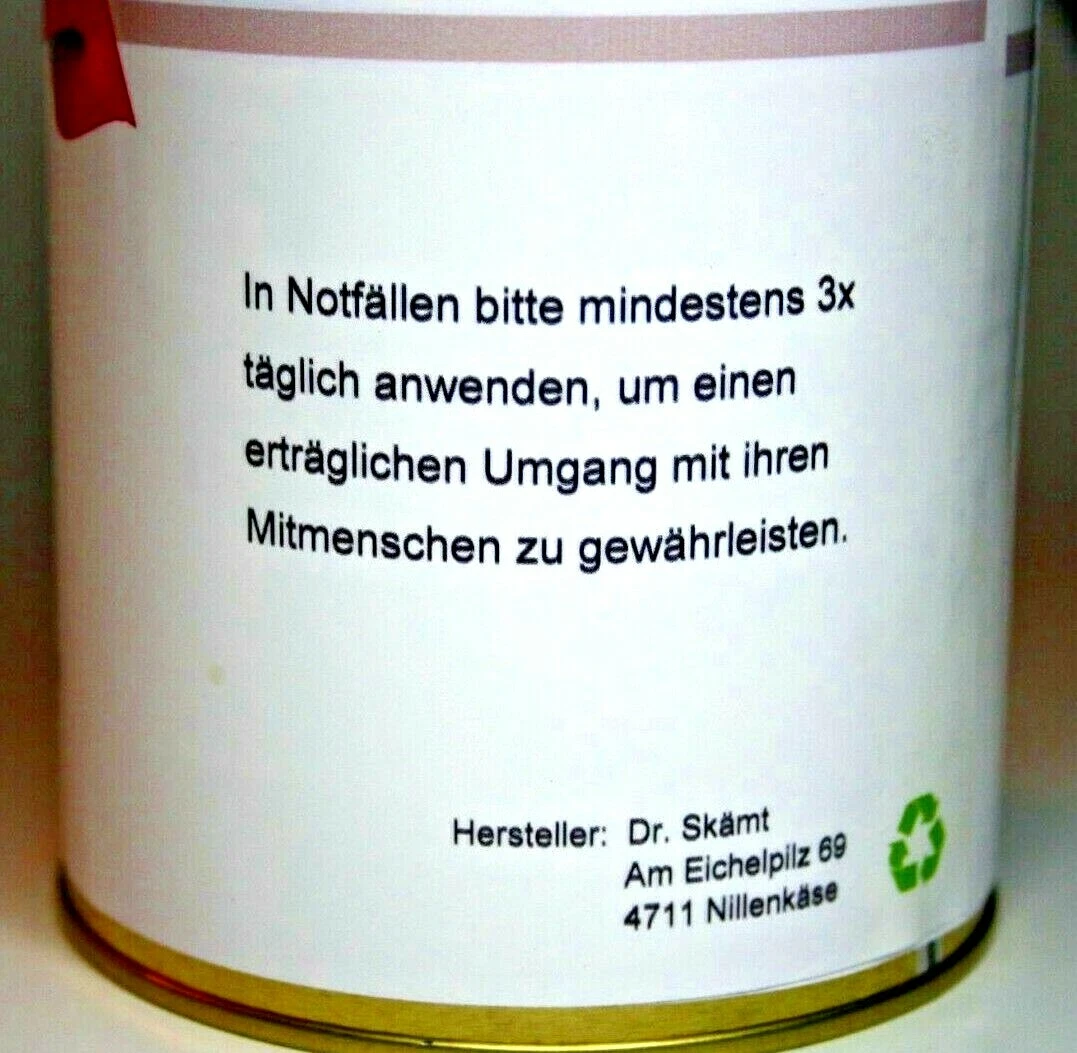 In Notfällen bitte mindestens 3x
täglich anwenden, um einen
erträglichen Umgang mit ihren
Mitmenschen zu gewährleisten.
Hersteller: Dr. Skämt
Am Eichelpilz 69
4711 Nillenkäse